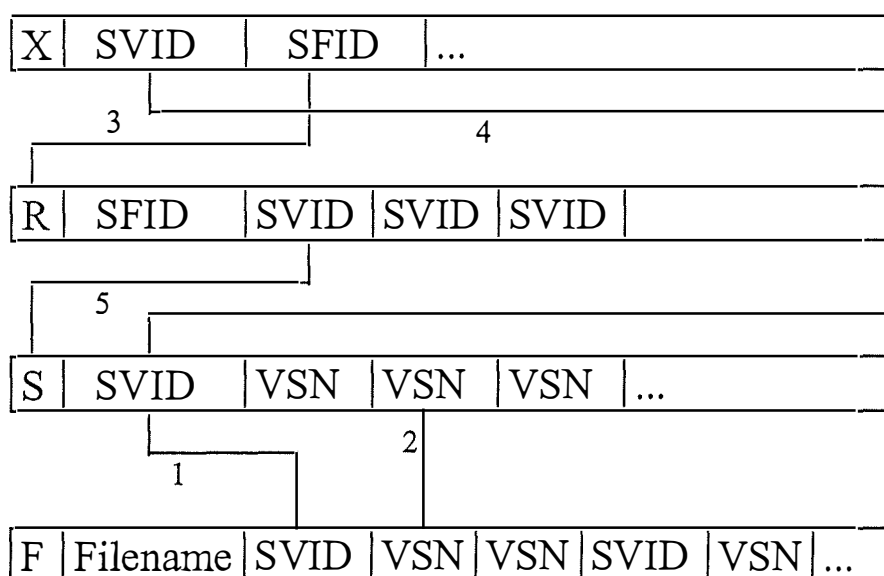 X SVID SFID ...
3 4
R SFID SVID SVID SVID
5
S SVID VSN VSN VSN ...
2
1
F Filename SVID VSN VSN SVID VSN ...